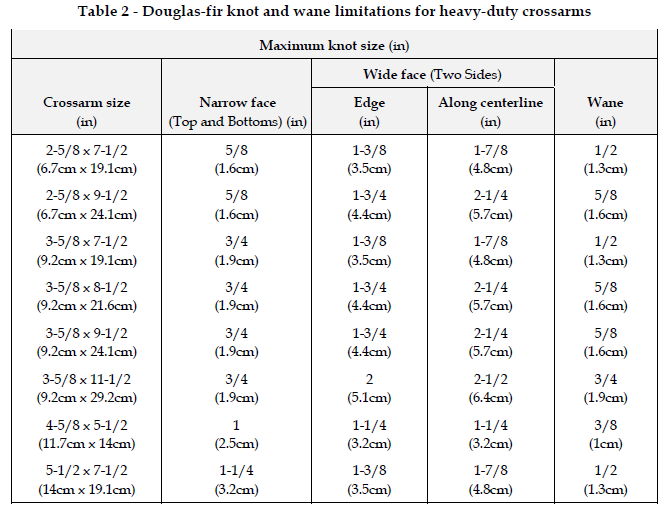 Table 2 - Douglas-fir knot and wane limitations for heavy-duty crossarms
Maximum knot size (in)
Wide face (Two Sides)
Crossarm size Narrow face Edge Along centerline Wane
(in) (Top and Bottoms) (in) (in) (in) (in)
2-5/8 x 7-1/2 5/8 1-3/8 1-7/8 1/2
(6.7cm x 19.1cm) (1.6cm) (3.5cm) (4.8cm) (1.3cm)
2-5/8 x 9-1/2 5/8 1-3/4 2-1/4 5/8
(6.7cm x 24.1cm) (1.6cm) (4.4cm) (5.7cm) (1.6cm)
3-5/8 x 7-1/2 3/4 1-3/8 1-7/8 1/2
(9.2cm x 19.1cm) (1.9cm) (3.5cm) (4.8cm) (1.3cm)
3-5/8 x 8-1/2 3/4 1-3/4 2-1/4 5/8
(9.2cm x 21.6cm) (1.9cm) (4.4cm) (5.7cm) (1.6cm)
3-5/8 x 9-1/2 3/4 1-3/4 2-1/4 5/8
(9.2cm x 24.1cm) (1.9cm) (4.4cm) (5.7cm) (1.6cm)
3-5/8 x 11-1/2 3/4 2 2-1/2 3/4
(9.2cm x 29.2cm) (1.9cm) (5.1cm) (6.4cm) (1.9cm)
4-5/8 x 5-1/2 1 1-1/4 1-1/4 3/8
(11.7cm x 14cm) (2.5cm) (3.2cm) (3.2cm) (1cm)
5-1/2 x 7-1/2 1-1/4 1-3/8 1-7/8 1/2
(14cm x 19.1cm) (3.2cm) (3.5cm) (4.8cm) (1.3cm)